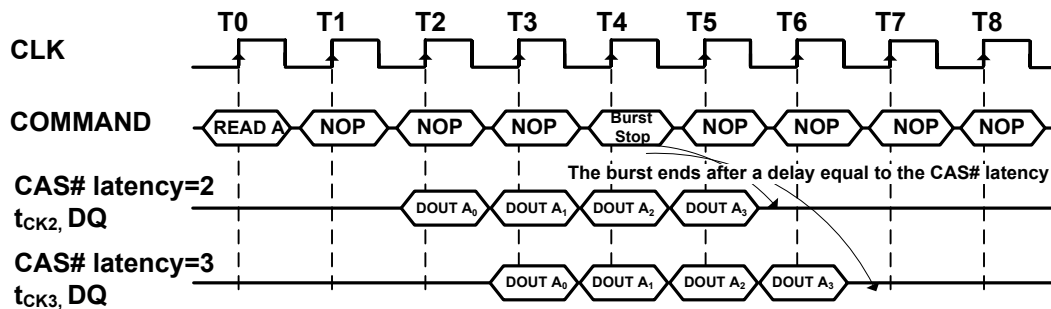 T0 T1 T2 T3 T4 T5 T6 T7 T8
CLK
COMMAND READ A NOP NOP NOP Burst Stop NOP NOP NOP NOP
The burst ends after a delay equal to the CAS# latency
CAS# latency=2
tCK2, DQ DOUT A0 DOUT A1 DOUT A2 DOUT A3
CAS# latency=3
tCK3, DQ DOUT A0 DOUT A1 DOUT A2 DOUT A3